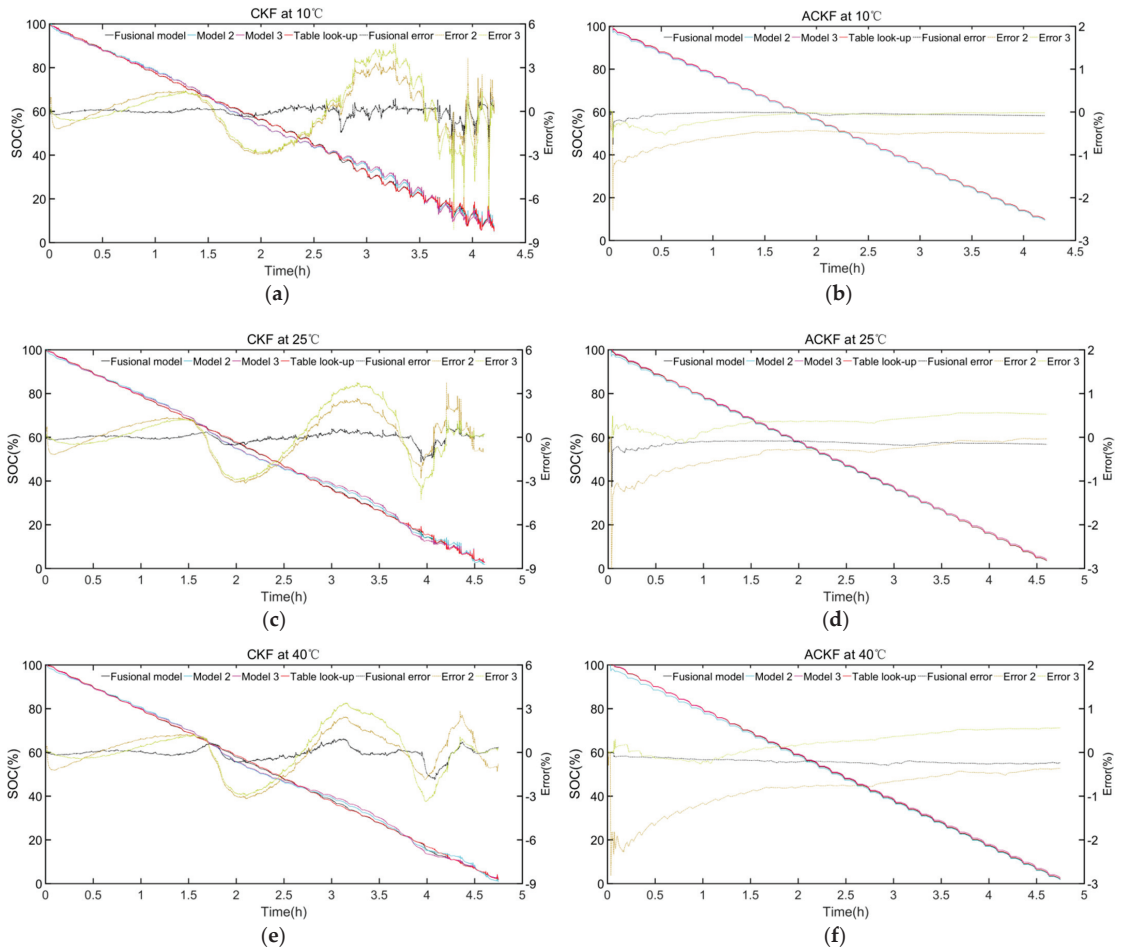 CKF at 10℃
Fusional model Model 2 Model 3 Table look-up Fusional error Error 2 Error 3
100
80
60
40
20
0
SOC(%)
6
3
0
-3
-6
-9
Error(%)
0 0.5 1 1.5 2 2.5 3 3.5 4 4.5
Time(h)
(a)
ACKF at 10℃
Fusional model Model 2 Model 3 Table look-up Fusional error Error 2 Error 3
100
80
60
40
20
0
SOC(%)
2
1
0
-1
-2
-3
Error(%)
0 0.5 1 1.5 2 2.5 3 3.5 4 4.5
Time(h)
(b)
CKF at 25℃
Fusional model Model 2 Model 3 Table look-up Fusional error Error 2 Error 3
100
80
60
40
20
0
SOC(%)
6
3
0
-3
-6
-9
Error(%)
0 0.5 1 1.5 2 2.5 3 3.5 4 4.5 5
Time(h)
(c)
ACKF at 25℃
Fusional model Model 2 Model 3 Table look-up Fusional error Error 2 Error 3
100
80
60
40
20
0
SOC(%)
2
1
0
-1
-2
-3
Error(%)
0 0.5 1 1.5 2 2.5 3 3.5 4 4.5 5
Time(h)
(d)
CKF at 40℃
Fusional model Model 2 Model 3 Table look-up Fusional error Error 2 Error 3
100
80
60
40
20
0
SOC(%)
6
3
0
-3
-6
-9
Error(%)
0 0.5 1 1.5 2 2.5 3 3.5 4 4.5 5
Time(h)
(e)
ACKF at 40℃
Fusional model Model 2 Model 3 Table look-up Fusional error Error 2 Error 3
100
80
60
40
20
0
SOC(%)
2
1
0
-1
-2
-3
Error(%)
0 0.5 1 1.5 2 2.5 3 3.5 4 4.5 5
Time(h)
(f)